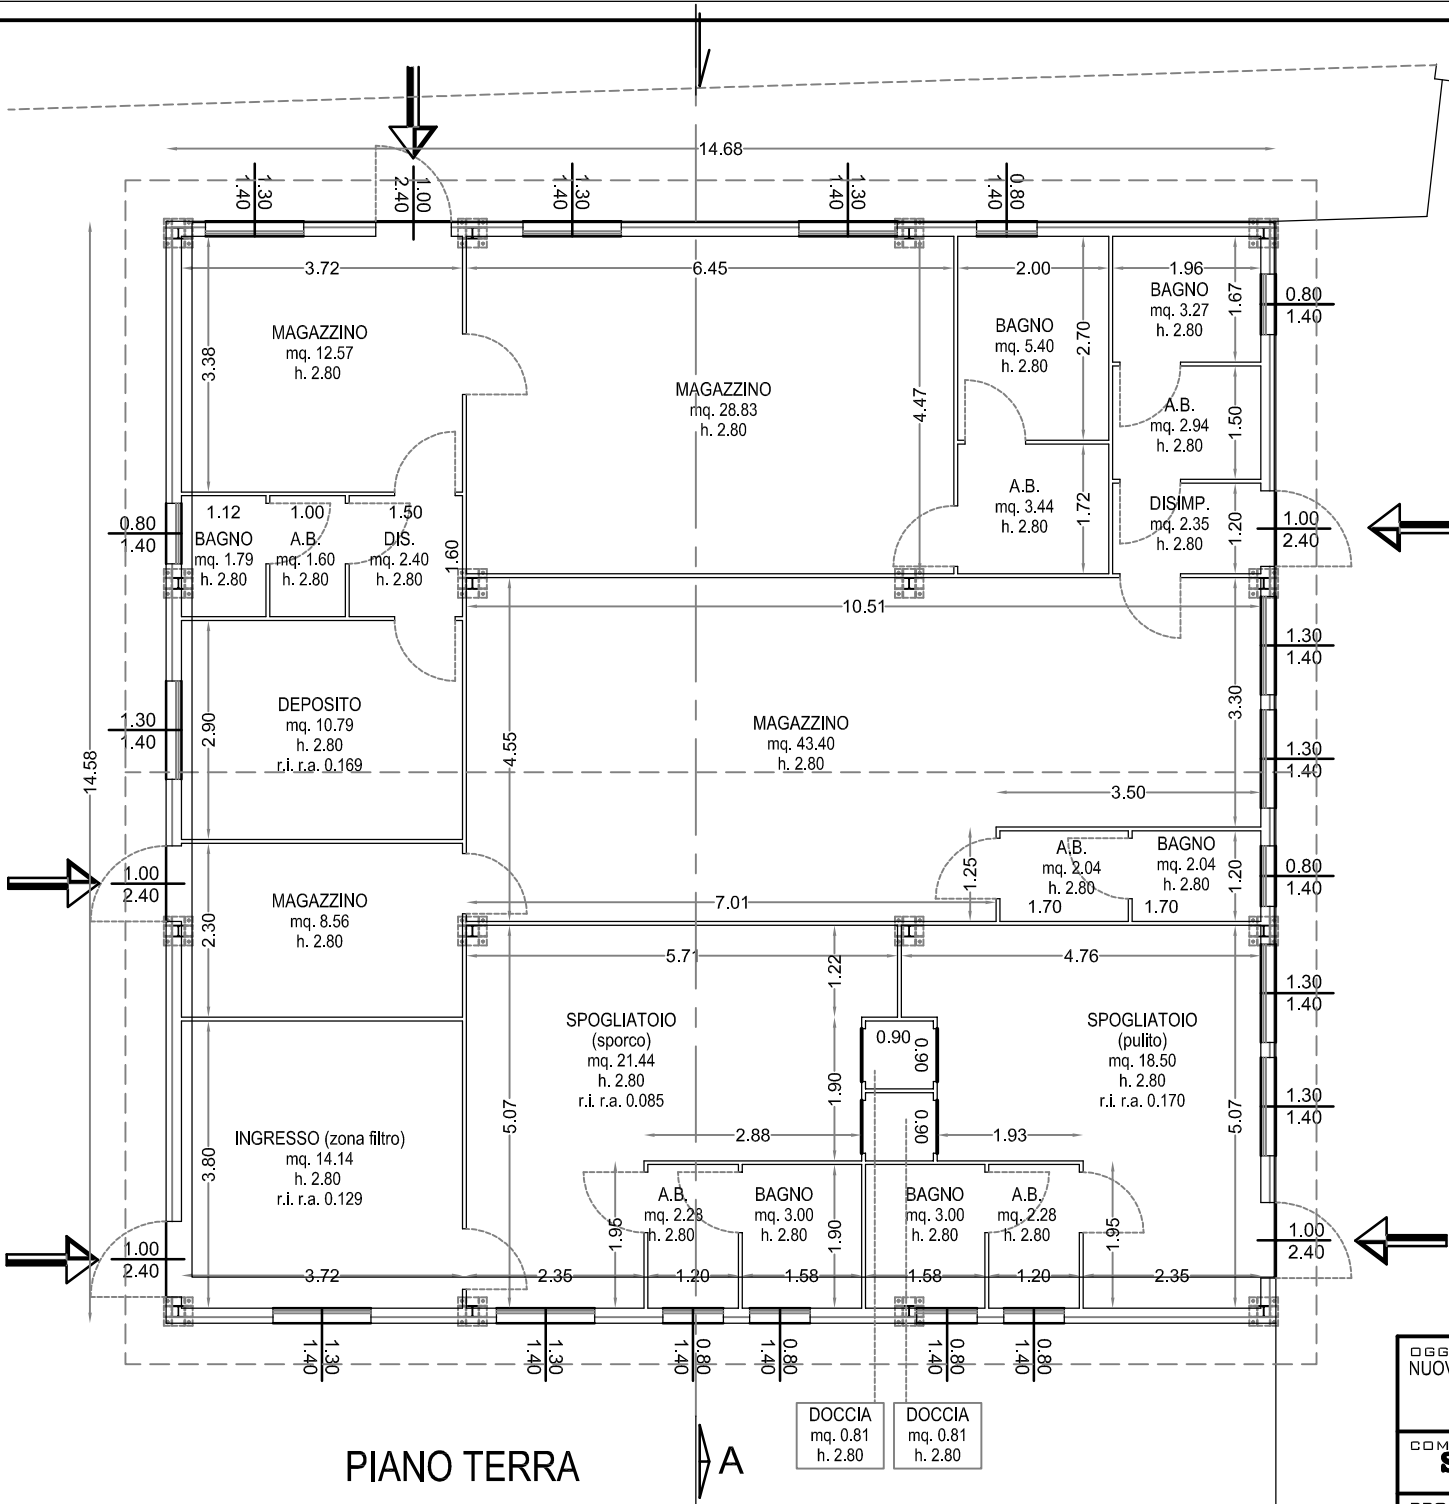 14.68
1.30
1.40
1.00
2.40
1.30
1.40
1.30
1.40
0.80
1.40
3.72
6.45
2.00
1.96
3.38
MAGAZZINO
mq. 12.57
h. 2.80
MAGAZZINO
mq. 28.83
h. 2.80
4.47
BAGNO
mq. 5.40
h. 2.80
2.70
BAGNO
mq. 3.27
h. 2.80
1.67
0.80
1.40
A.B.
mq. 2.94
h. 2.80
1.50
A.B.
mq. 3.44
h. 2.80
1.72
DISIMP.
mq. 2.35
h. 2.80
1.20
1.00
2.40
0.80
1.40
1.12
BAGNO
mq. 1.79
h. 2.80
1.00
A.B.
mq. 1.60
h. 2.80
1.50
DIS.
mq. 2.40
h. 2.80
1.60
10.51
1.30
1.40
14.58
1.30
1.40
2.90
DEPOSITO
mq. 10.79
h. 2.80
r.i. r.a. 0.169
4.55
MAGAZZINO
mq. 43.40
h. 2.80
3.30
1.30
1.40
3.50
1.00
2.40
2.30
MAGAZZINO
mq. 8.56
h. 2.80
7.01
1.25
A.B.
mq. 2.04
h. 2.80
1.70
BAGNO
mq. 2.04
h. 2.80
1.70
1.20
0.80
1.40
5.71
1.22
4.76
1.30
1.40
SPOGLIATOIO
(sporco)
mq. 21.44
h. 2.80
r.i. r.a. 0.085
0.90
0.90
SPOGLIATOIO
(pulito)
mq. 18.50
h. 2.80
r.i. r.a. 0.170
1.90
0.90
1.30
1.40
5.07
2.88
1.93
5.07
3.80
INGRESSO (zona filtro)
mq. 14.14
h. 2.80
r.i. r.a. 0.129
1.95
A.B.
mq. 2.28
h. 2.80
BAGNO
mq. 3.00
h. 2.80
1.90
BAGNO
mq. 3.00
h. 2.80
A.B.
mq. 2.28
h. 2.80
1.95
1.00
2.40
1.00
2.40
3.72
2.35
1.20
1.58
1.58
1.20
2.35
1.30
1.40
1.30
1.40
0.80
1.40
0.80
1.40
0.80
1.40
0.80
1.40
DOCCIA
mq. 0.81
h. 2.80
DOCCIA
mq. 0.81
h. 2.80
PIANO TERRA
A
OGG
NUOV
COM